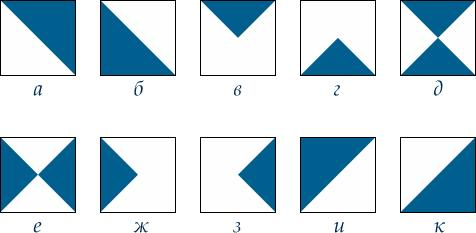 а б в г д
е ж з и к